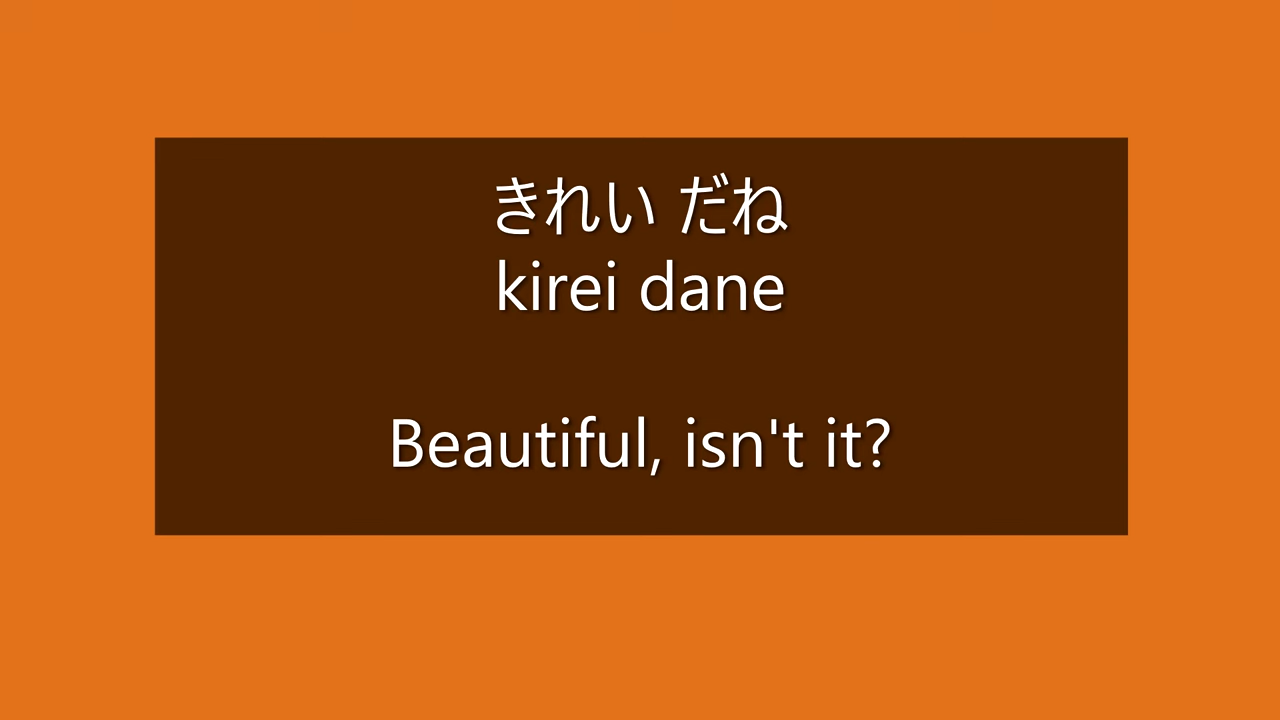 きれい だね
kirei dane
Beautiful, isn't it?